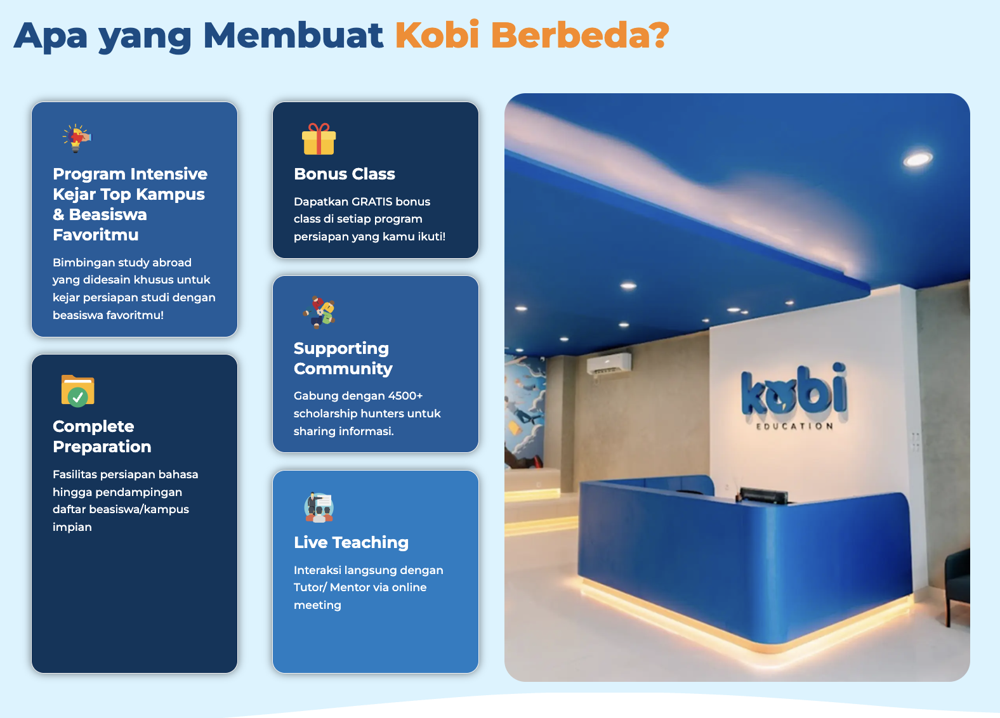 Apa yang Membuat Kobi Berbeda?
Program Intensive
Kejar Top Kampus
& Beasiswa
Favoritmu
Bimbingan study abroad
yang didesain khusus untuk
kejar persiapan studi dengan
beasiswa favoritmu!
Complete
Preparation
Fasilitas persiapan bahasa
hingga pendampingan
daftar beasiswa/kampus
impian
Bonus Class
Dapatkan GRATIS bonus
class di setiap program
persiapan yang kamu ikuti!
Supporting
Community
Gabung dengan 4500+
scholarship hunters untuk
sharing informasi.
Live Teaching
Interaksi langsung dengan
Tutor/ Mentor via online
meeting
kobi
EDUCATION